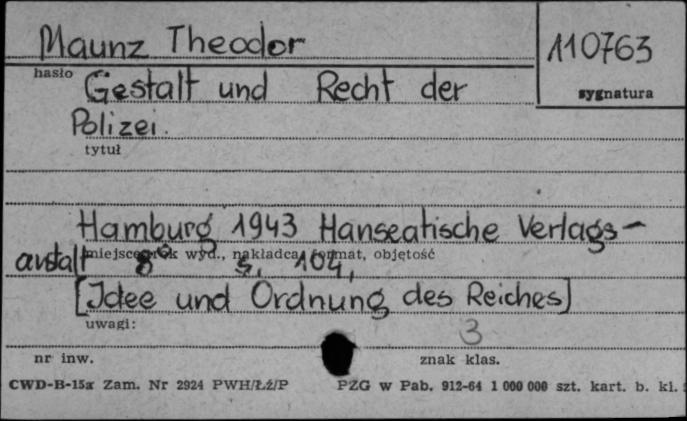 Maunz Theodor
110763
hasło
sygnatura
Gestalt und Recht der
Polizei.
tytuł
Hamburg 1943 Hanseatische Verlags-
anstalt 8° s. 104,
miejsce, rok wyd., nakładca, format, objętość
[Idee und Ordnung des Reiches]
uwagi:
3
nr inw.
znak klas.
CWD-B-15a Zam. Nr 2924 PWH/Łź/P PZG w Pab. 912-64 1 000 000 szt. kart. b. kl.